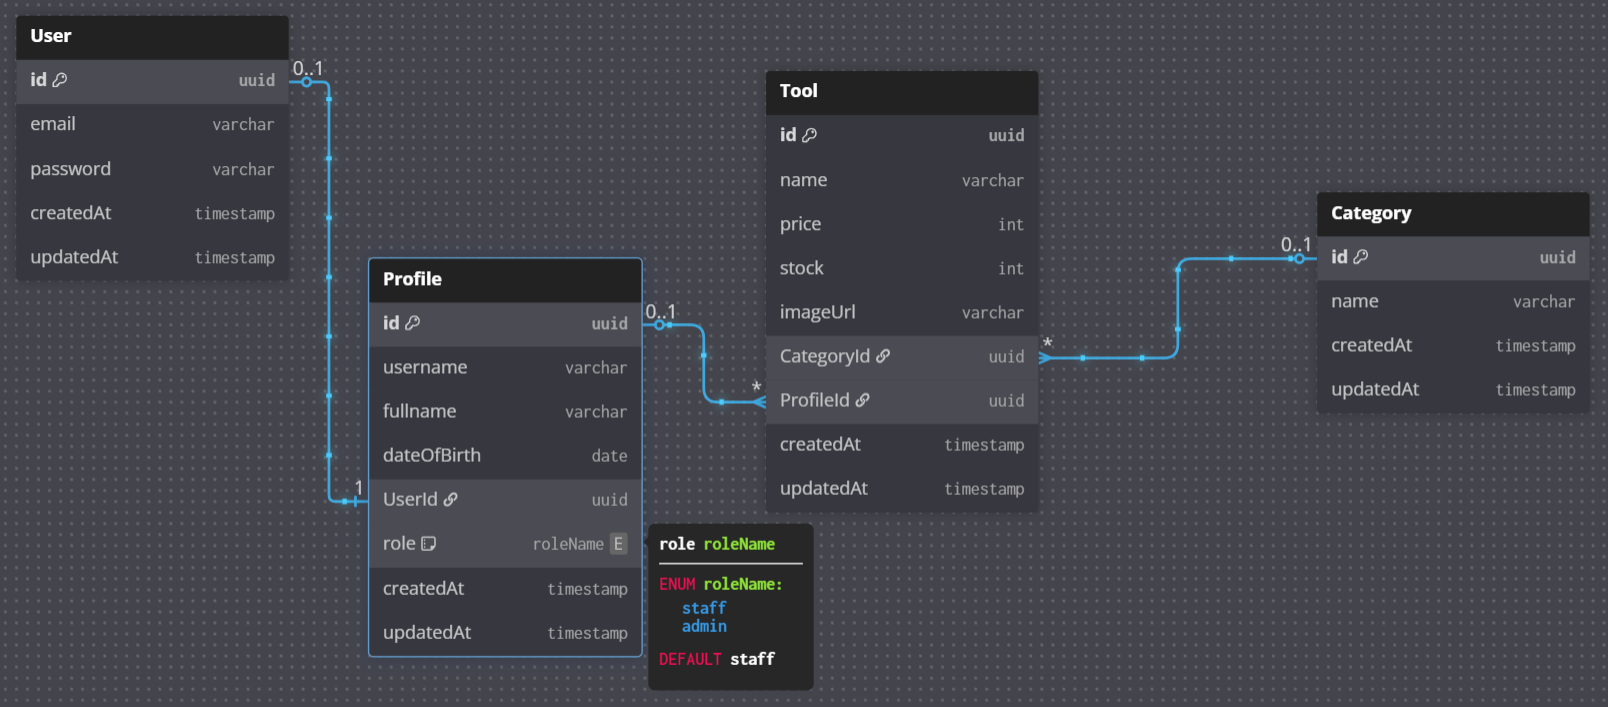 User
id uuid
email varchar
password varchar
createdAt timestamp
updatedAt timestamp
0..1
Profile
id uuid
username varchar
fullname varchar
dateOfBirth date
UserId uuid
role roleName E
createdAt timestamp
updatedAt timestamp
1
0..1
*
role roleName
ENUM roleName:
staff
admin
DEFAULT staff
Tool
id uuid
name varchar
price int
stock int
imageUrl varchar
CategoryId uuid
ProfileId uuid
createdAt timestamp
updatedAt timestamp
*
0..1
Category
id uuid
name varchar
createdAt timestamp
updatedAt timestamp